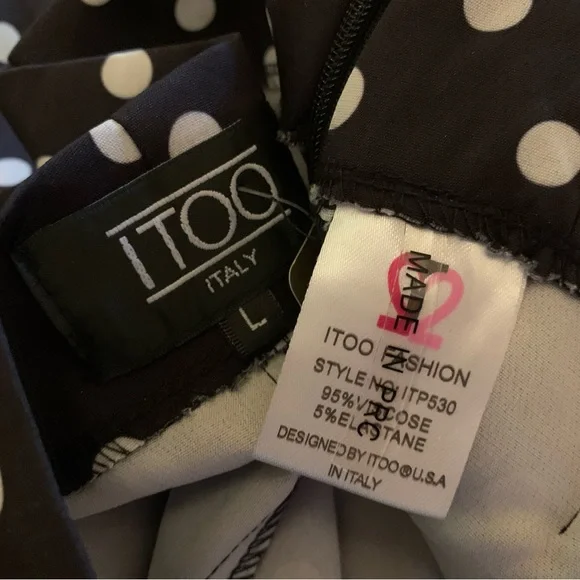 ITOO
ITALY
L
MADE IN PRC
ITOO FASHION
STYLE NO.: ITP530
95%VISCOSE
5%ELASTANE
DESIGNED BY ITOO®U.S.A
IN ITALY